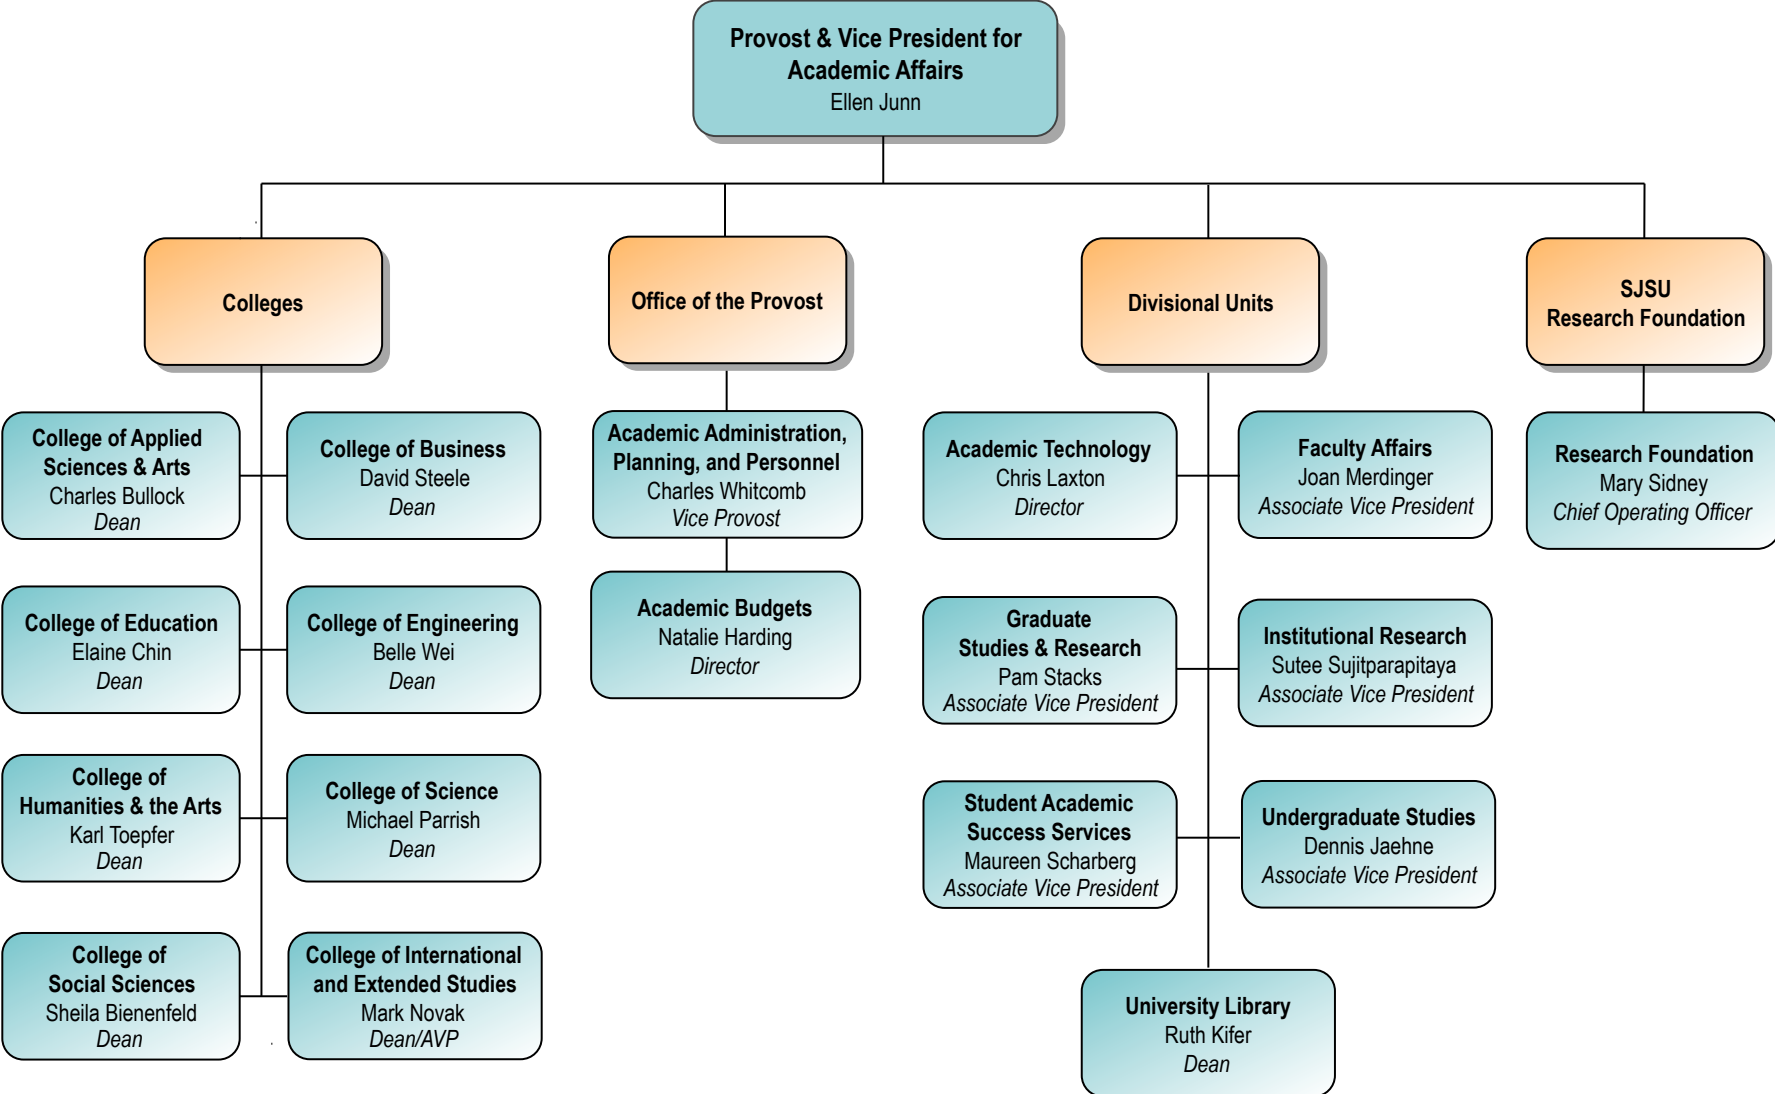 Provost & Vice President for
Academic Affairs
Ellen Junn
Colleges
Office of the Provost
Divisional Units
SJSU
Research Foundation
College of Applied
Sciences & Arts
Charles Bullock
Dean
College of Business
David Steele
Dean
College of Education
Elaine Chin
Dean
College of Engineering
Belle Wei
Dean
College of
Humanities & the Arts
Karl Toepfer
Dean
College of Science
Michael Parrish
Dean
College of
Social Sciences
Sheila Bienenfeld
Dean
College of International
and Extended Studies
Mark Novak
Dean/AVP
Academic Administration,
Planning, and Personnel
Charles Whitcomb
Vice Provost
Academic Budgets
Natalie Harding
Director
Academic Technology
Chris Laxton
Director
Faculty Affairs
Joan Merdinger
Associate Vice President
Graduate
Studies & Research
Pam Stacks
Associate Vice President
Institutional Research
Sutee Sujitparapitaya
Associate Vice President
Student Academic
Success Services
Maureen Scharberg
Associate Vice President
Undergraduate Studies
Dennis Jaehne
Associate Vice President
University Library
Ruth Kifer
Dean
Research Foundation
Mary Sidney
Chief Operating Officer